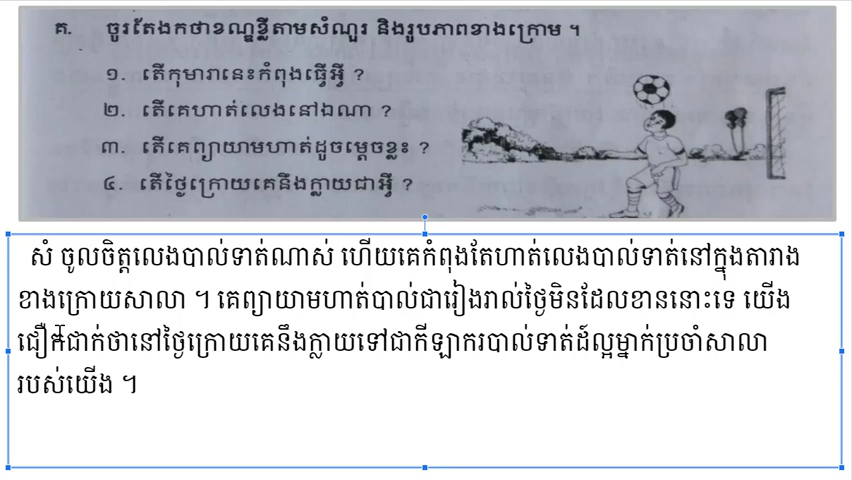 គ. ចូរតែងកថាខណ្ឌខ្លីតាមសំណួរ និងរូបភាពខាងក្រោម ។
១. តើកុមារានេះកំពុងធ្វើអ្វី ?
២. តើគេហាត់លេងនៅឯណា ?
៣. តើគេព្យាយាមហាត់ដូចម្ដេចខ្លះ ?
៤. តើថ្ងៃក្រោយគេនឹងក្លាយជាអ្វី ?
សំ ចូលចិត្តលេងបាល់ទាត់ណាស់ ហើយគេកំពុងតែហាត់លេងបាល់ទាត់នៅក្នុងតារាង
ខាងក្រោយសាលា ។ គេព្យាយាមហាត់បាល់ជារៀងរាល់ថ្ងៃមិនដែលខាននោះទេ យើង
ជឿក់ជាក់ថានៅថ្ងៃក្រោយគេនឹងក្លាយទៅជាកីឡាករបាល់ទាត់ដ៍ល្អម្នាក់ប្រចាំសាលា
របស់យើង ។